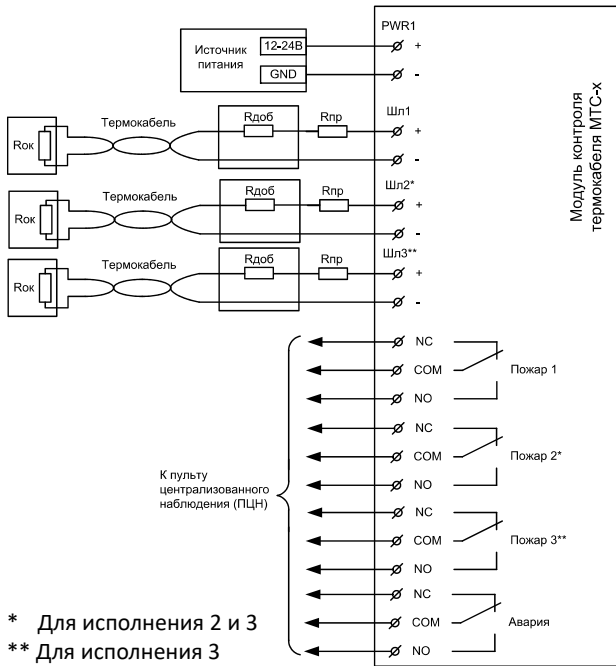 PWR1
Источник
питания
12-24В
+
GND
-
Модуль контроля
термокабеля МТС-х
Rок
Термокабель
Rдоб
Rпр
Шл1
+
-
Rок
Термокабель
Rдоб
Rпр
Шл2*
+
-
Rок
Термокабель
Rдоб
Rпр
Шл3**
+
-
NC
COM
Пожар 1
NO
NC
COM
Пожар 2*
NO
К пульту
централизованного
наблюдения (ПЦН)
NC
COM
Пожар 3**
NO
NC
COM
Авария
NO
* Для исполнения 2 и 3
** Для исполнения 3